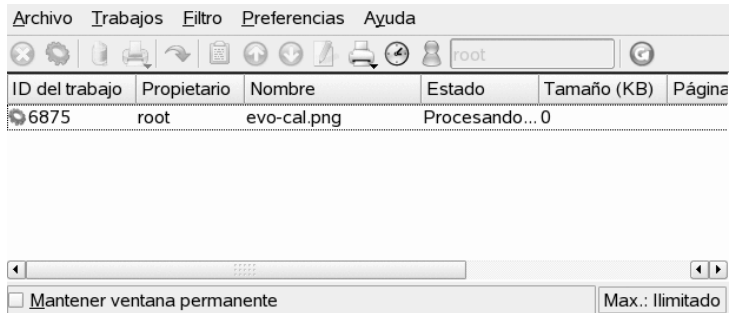 Archivo Trabajos Filtro Preferencias Ayuda
root
ID del trabajo Propietario Nombre Estado Tamaño (KB) Página
6875 root evo-cal.png Procesando... 0
Mantener ventana permanente Max.: Ilimitado